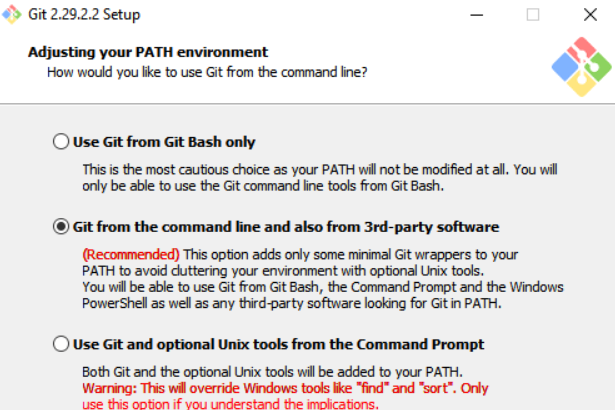 Git 2.29.2.2 Setup
Adjusting your PATH environment
How would you like to use Git from the command line?
Use Git from Git Bash only
This is the most cautious choice as your PATH will not be modified at all. You will
only be able to use the Git command line tools from Git Bash.
Git from the command line and also from 3rd-party software
(Recommended) This option adds only some minimal Git wrappers to your
PATH to avoid cluttering your environment with optional Unix tools.
You will be able to use Git from Git Bash, the Command Prompt and the Windows
PowerShell as well as any third-party software looking for Git in PATH.
Use Git and optional Unix tools from the Command Prompt
Both Git and the optional Unix tools will be added to your PATH.
Warning: This will override Windows tools like "find" and "sort". Only
use this option if you understand the implications.